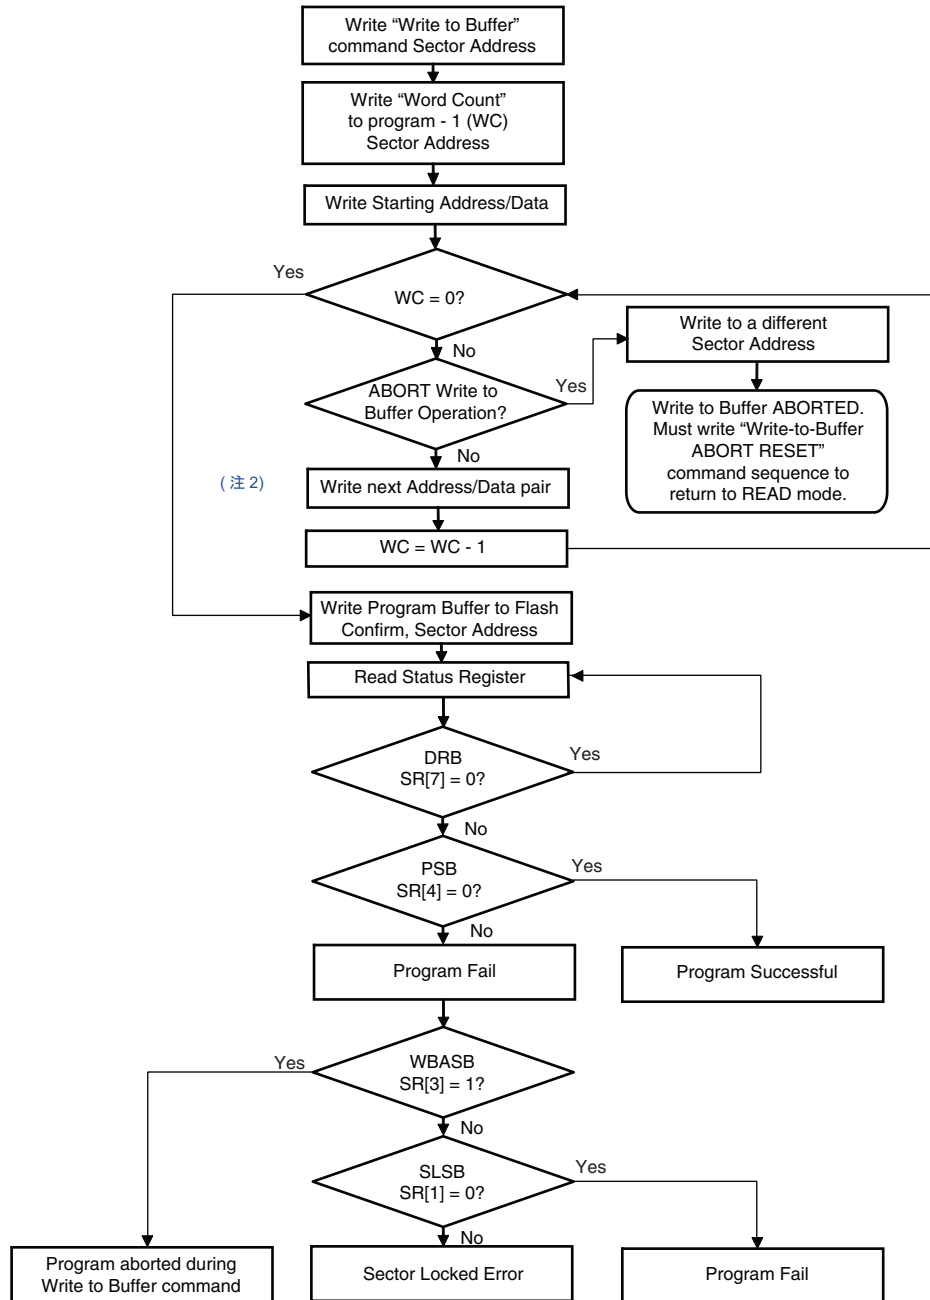 Write “Write to Buffer”
command Sector Address
Write “Word Count”
to program - 1 (WC)
Sector Address
Write Starting Address/Data
Yes
WC = 0?
No
Write to a different
Sector Address
ABORT Write to
Buffer Operation?
Yes
No
Write to Buffer ABORTED.
Must write “Write-to-Buffer
ABORT RESET”
command sequence to
return to READ mode.
( 注 2)
Write next Address/Data pair
WC = WC - 1
Write Program Buffer to Flash
Confirm, Sector Address
Read Status Register
DRB
SR[7] = 0?
Yes
No
PSB
SR[4] = 0?
Yes
No
Program Fail
Program Successful
Yes
WBASB
SR[3] = 1?
No
SLSB
SR[1] = 0?
Yes
No
Program aborted during
Write to Buffer command
Sector Locked Error
Program Fail